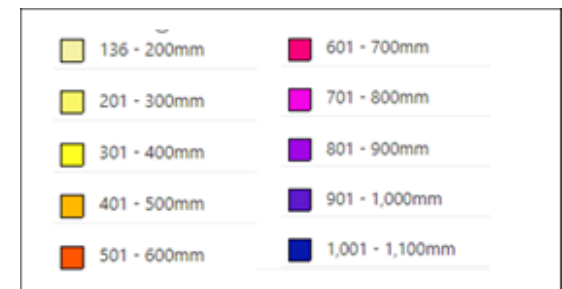 136 - 200mm
201 - 300mm
301 - 400mm
401 - 500mm
501 - 600mm
601 - 700mm
701 - 800mm
801 - 900mm
901 - 1,000mm
1,001 - 1,100mm